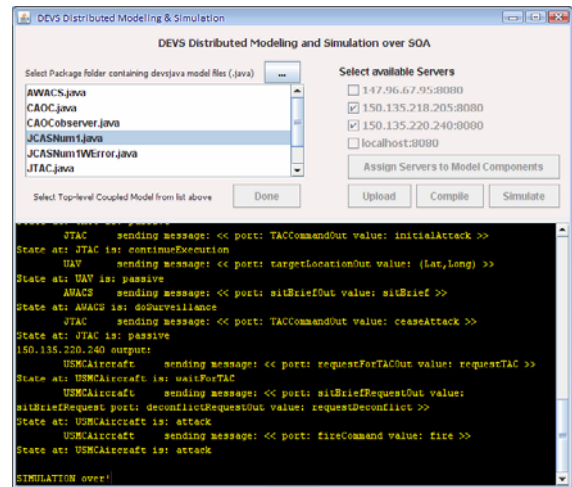 DEVS Distributed Modeling & Simulation
DEVS Distributed Modeling and Simulation over SOA
Select Package folder containing devsjava model files (.java)
...
Select available Servers
AWACS.java
CAOC.java
CAOCobserver.java
JCASNum1.java
JCASNum1WError.java
JTAC.java
147.96.67.95:8080
150.135.218.205:8080
150.135.220.240:8080
localhost:8080
Assign Servers to Model Components
Select Top-level Coupled Model from list above
Done
Upload
Compile
Simulate
JTAC sending message: << port: TACCommandOut value: initialAttack >>
State at: JTAC is: continueExecution
UAV sending message: << port: targetLocationOut value: (Lat,Long) >>
State at: UAV is: passive
AWACS sending message: << port: sitBriefOut value: sitBrief >>
State at: AWACS is: doSurveillance
JTAC sending message: << port: TACCommandOut value: ceaseAttack >>
State at: JTAC is: passive
150.135.220.240 output:
USMCAircraft sending message: << port: requestForTACOut value: requestTAC >>
State at: USMCAircraft is: waitForTAC
USMCAircraft sending message: << port: sitBriefRequestOut value:
sitBriefRequest port: deconflictRequestOut value: requestDeconflict >>
State at: USMCAircraft is: attack
USMCAircraft sending message: << port: fireCommand value: fire >>
State at: USMCAircraft is: attack
SIMULATION over!